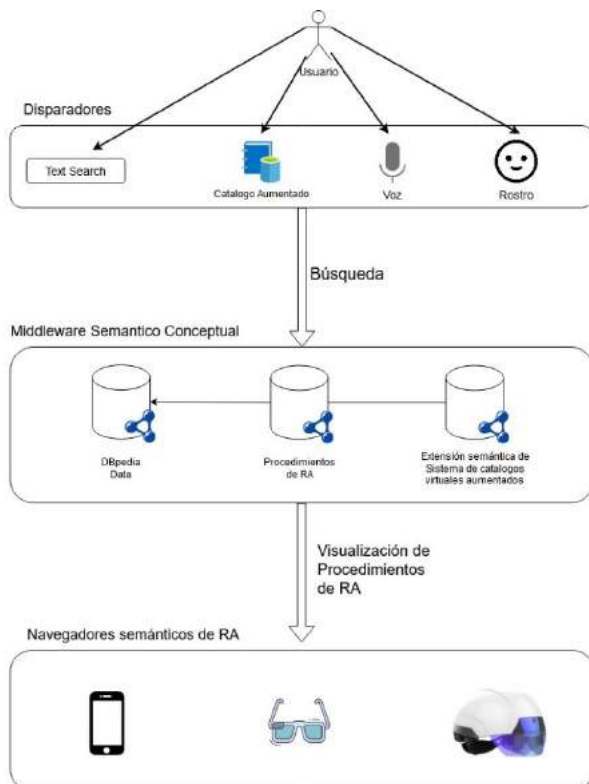 Usuario
Disparadores
Text Search
Catalogo Aumentado
Voz
Rostro
Búsqueda
Middleware Semantico Conceptual
DBpedia
Data
Procedimientos
de RA
Extensión semántica de
Sistema de catalogos
virtuales aumentados
Visualización de
Procedimientos
de RA
Navegadores semánticos de RA